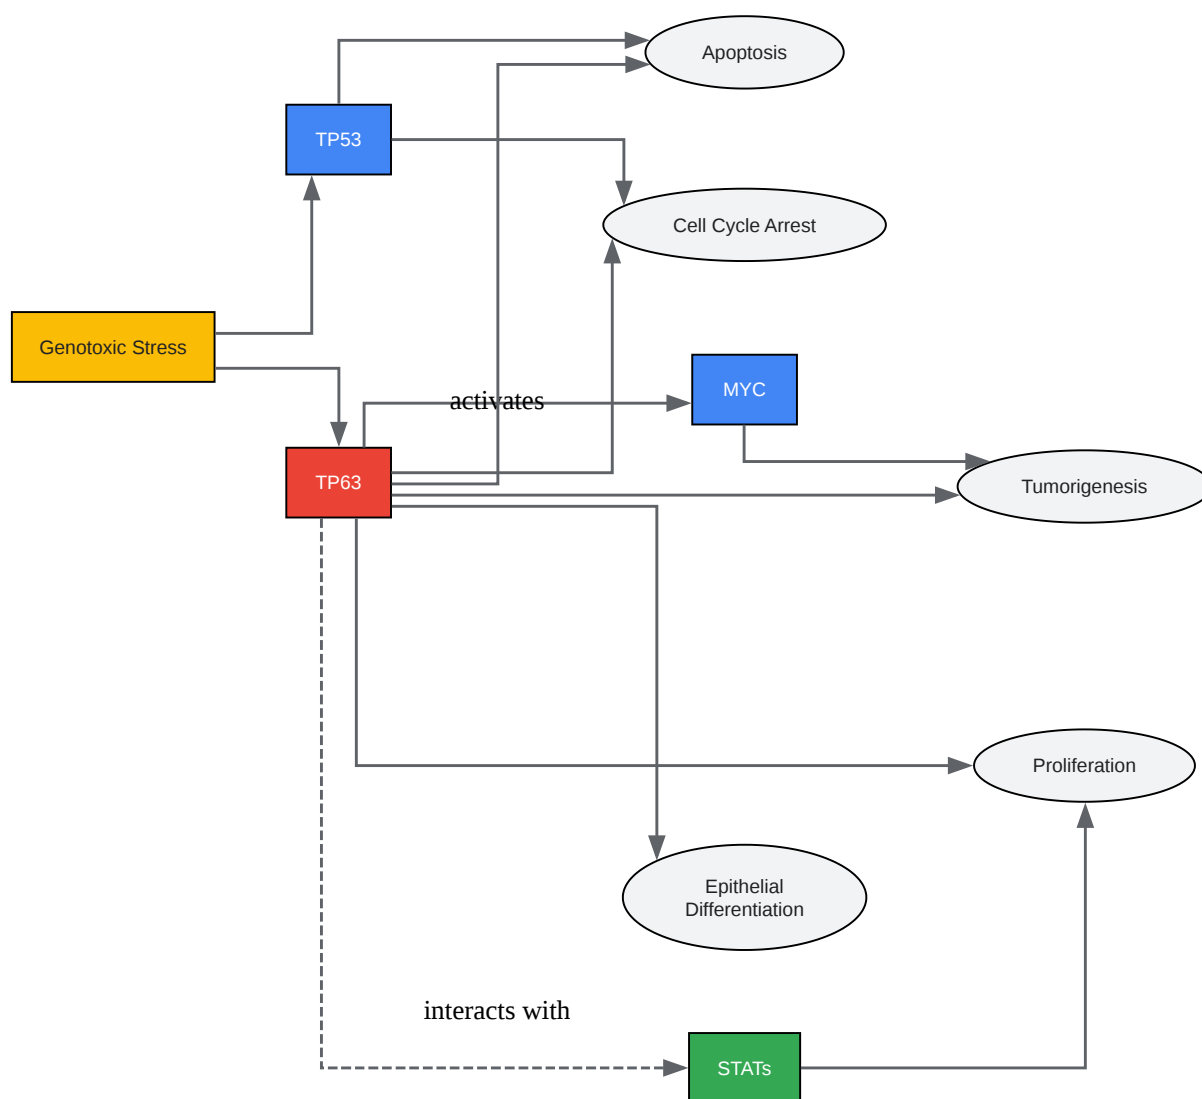 Apoptosis
TP53
Cell Cycle Arrest
Genotoxic Stress
MYC
activates
TP63
Tumorigenesis
Proliferation
Epithelial
Differentiation
interacts with
STATs